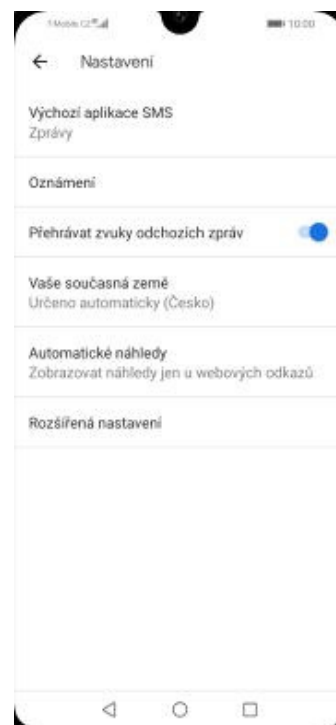 T-Mobile CZ
10:00
Nastavení
Výchozí aplikace SMS
Zprávy
Oznámení
Přehrávat zvuky odchozích zpráv
Vaše současná země
Určeno automaticky (Česko)
Automatické náhledy
Zobrazovat náhledy jen u webových odkazů
Rozšířená nastavení